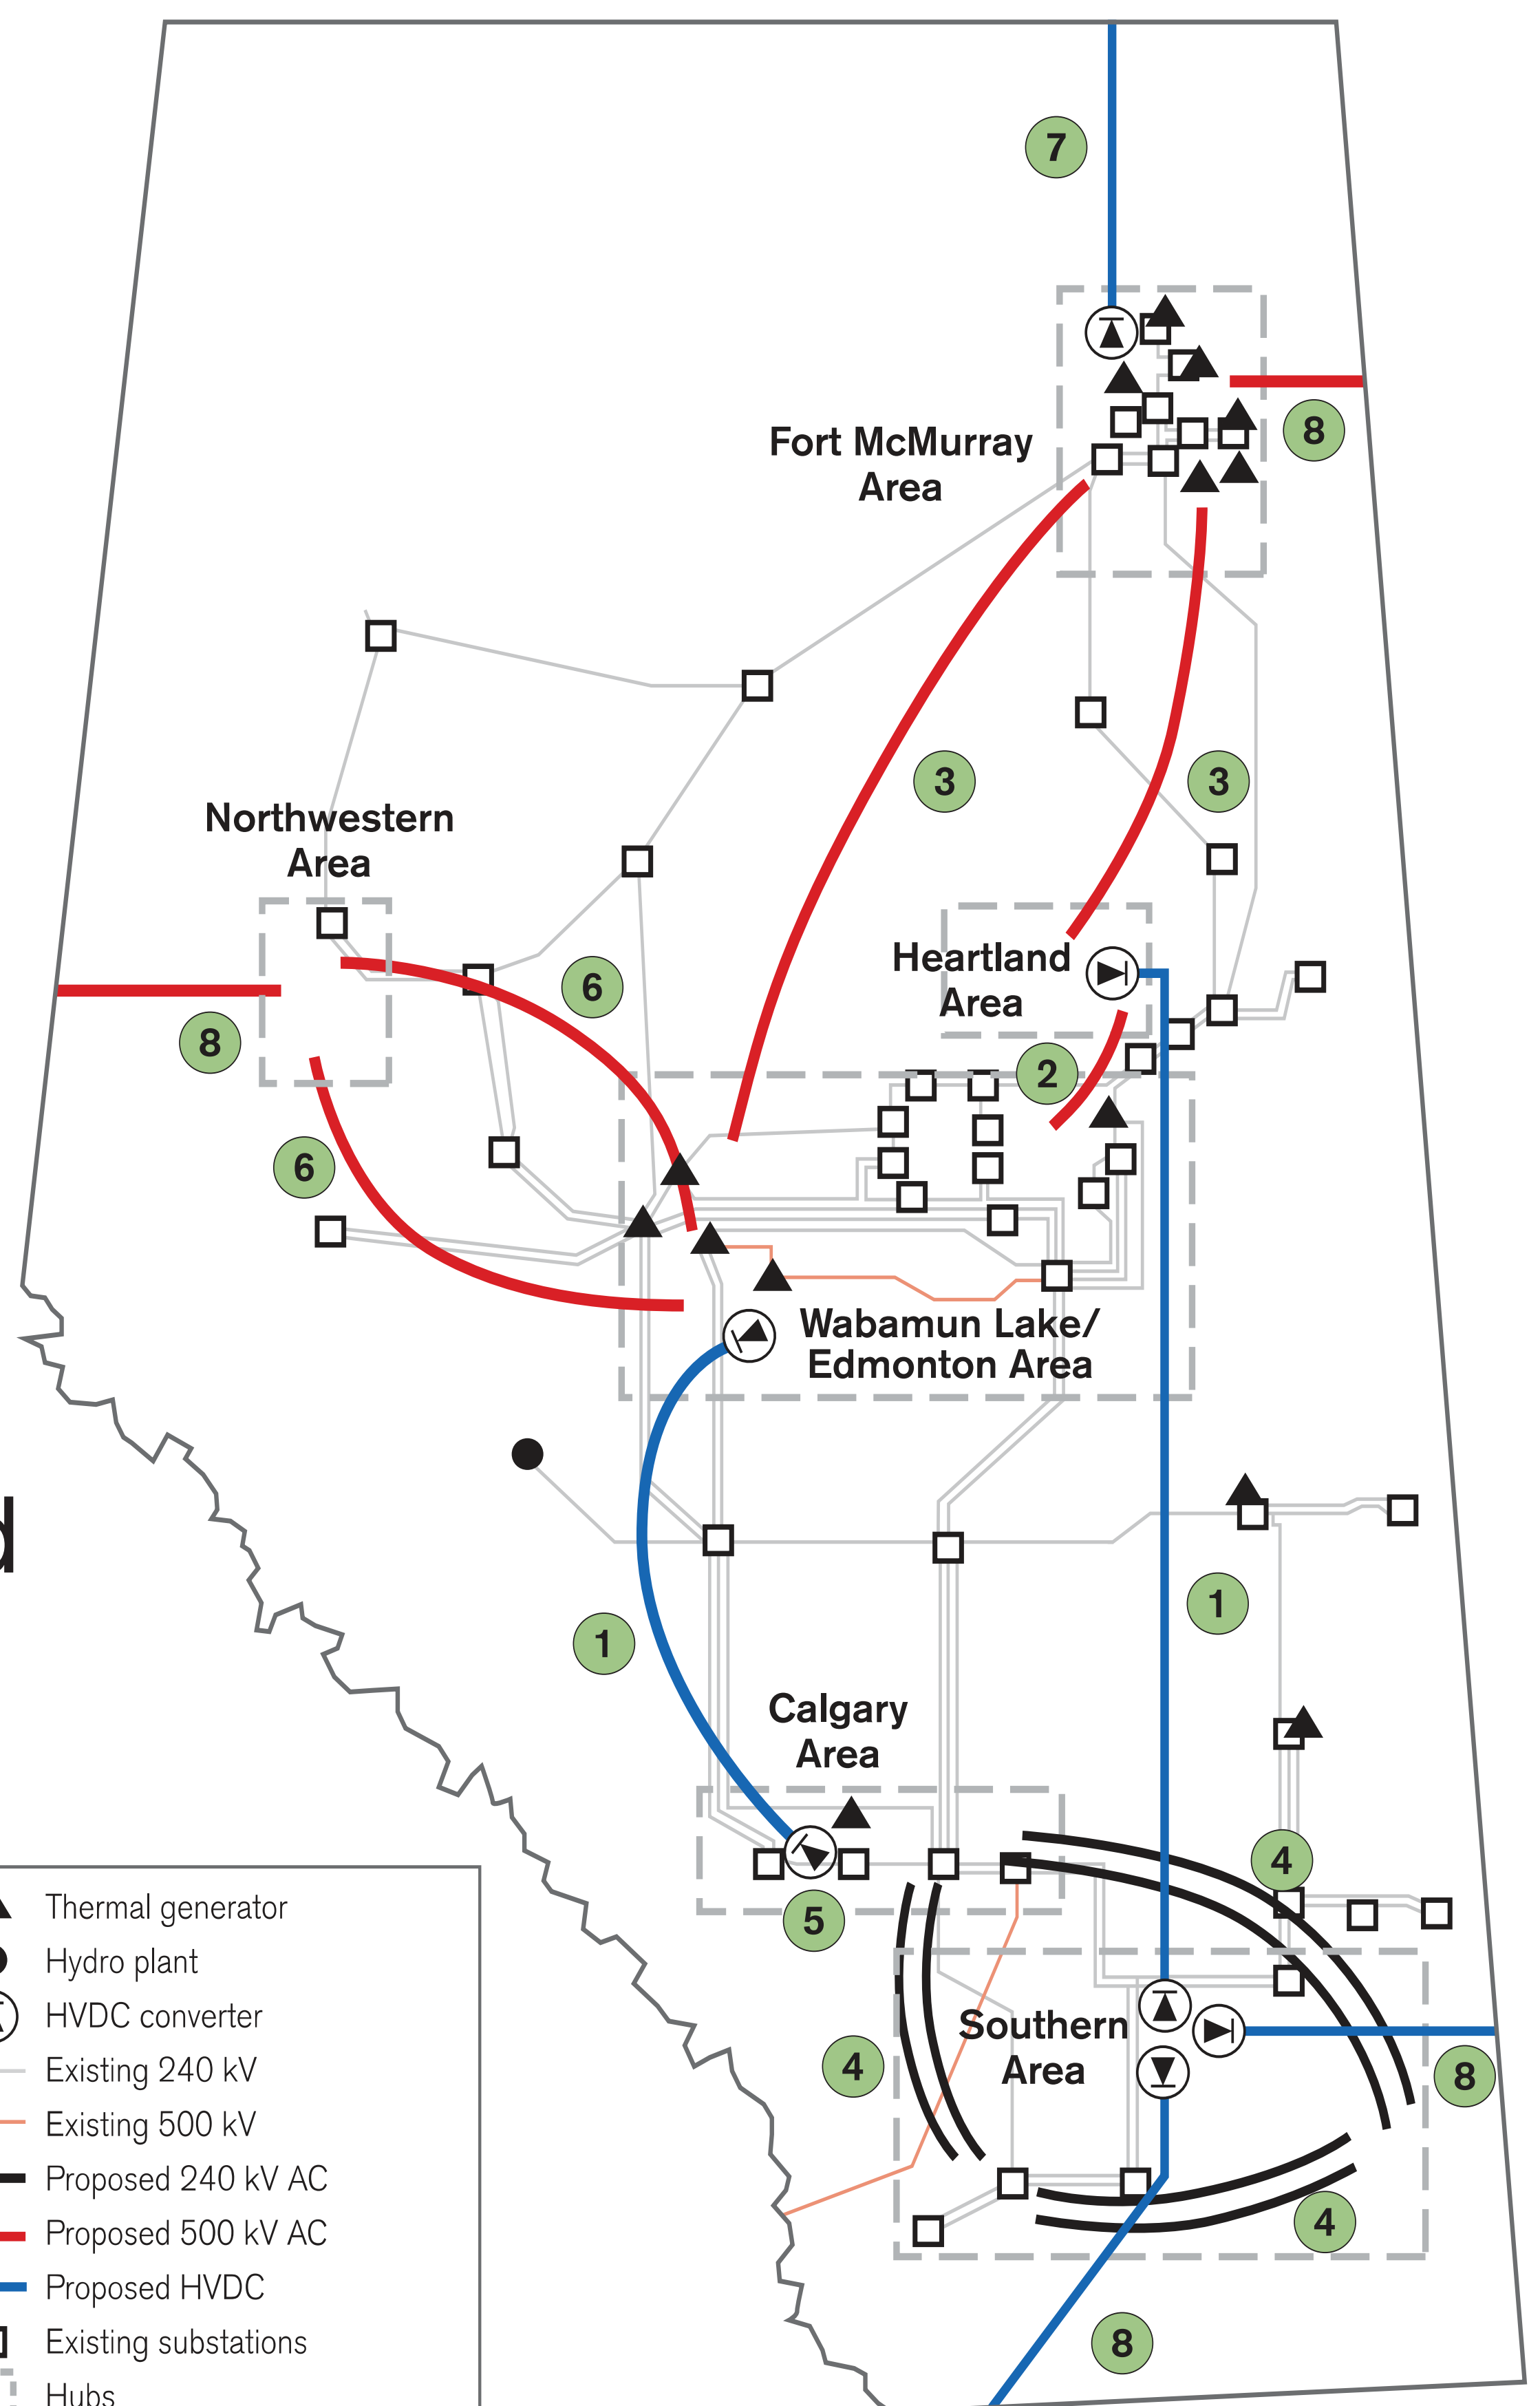 7
8
Fort McMurray
Area
3
3
Northwestern
Area
6
Heartland
Area
8
2
6
Wabamun Lake/
Edmonton Area
d
1
1
Calgary
Area
4
5
Southern
Area
4
8
4
8
Thermal generator
Hydro plant
HVDC converter
Existing 240 kV
Existing 500 kV
Proposed 240 kV AC
Proposed 500 kV AC
Proposed HVDC
Existing substations
Hubs